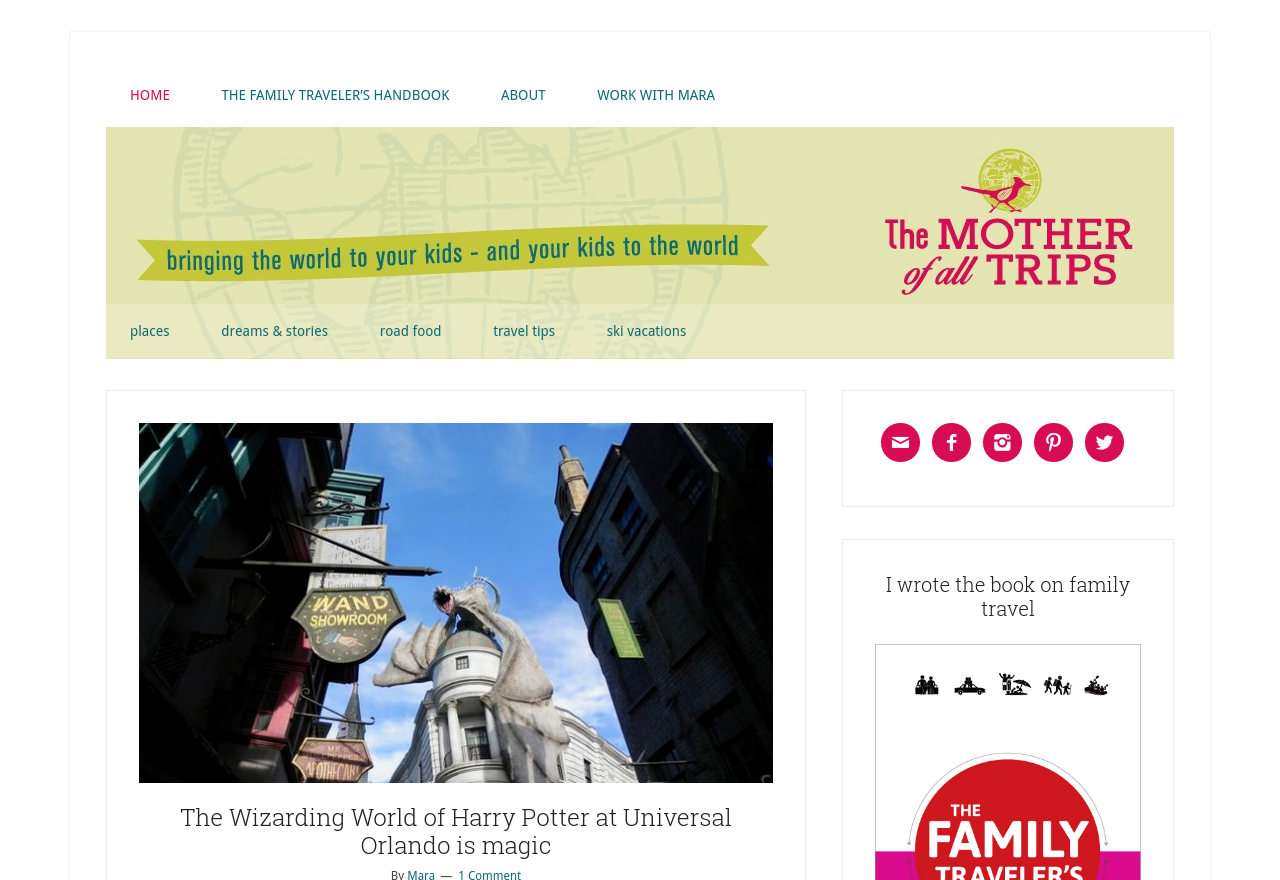 HOME
THE FAMILY TRAVELER'S HANDBOOK
ABOUT
WORK WITH MARA
bringing the world to your kids - and your kids to the world
The MOTHER
of all TRIPS
places
dreams & stories
road food
travel tips
ski vacations
WAND
SHOWROOM
APOTHECARY
The Wizarding World of Harry Potter at Universal
Orlando is magic
By Mara — 1 Comment
I wrote the book on family
travel
THE
FAMILY
TRAVELER'S